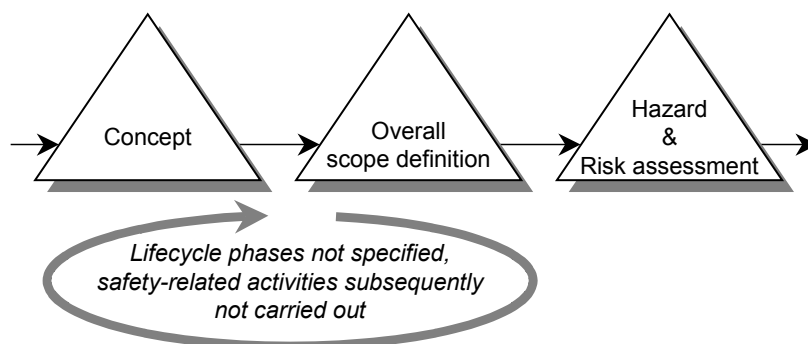 Concept
Overall
scope definition
Hazard
&
Risk assessment
Lifecycle phases not specified,
safety-related activities subsequently
not carried out